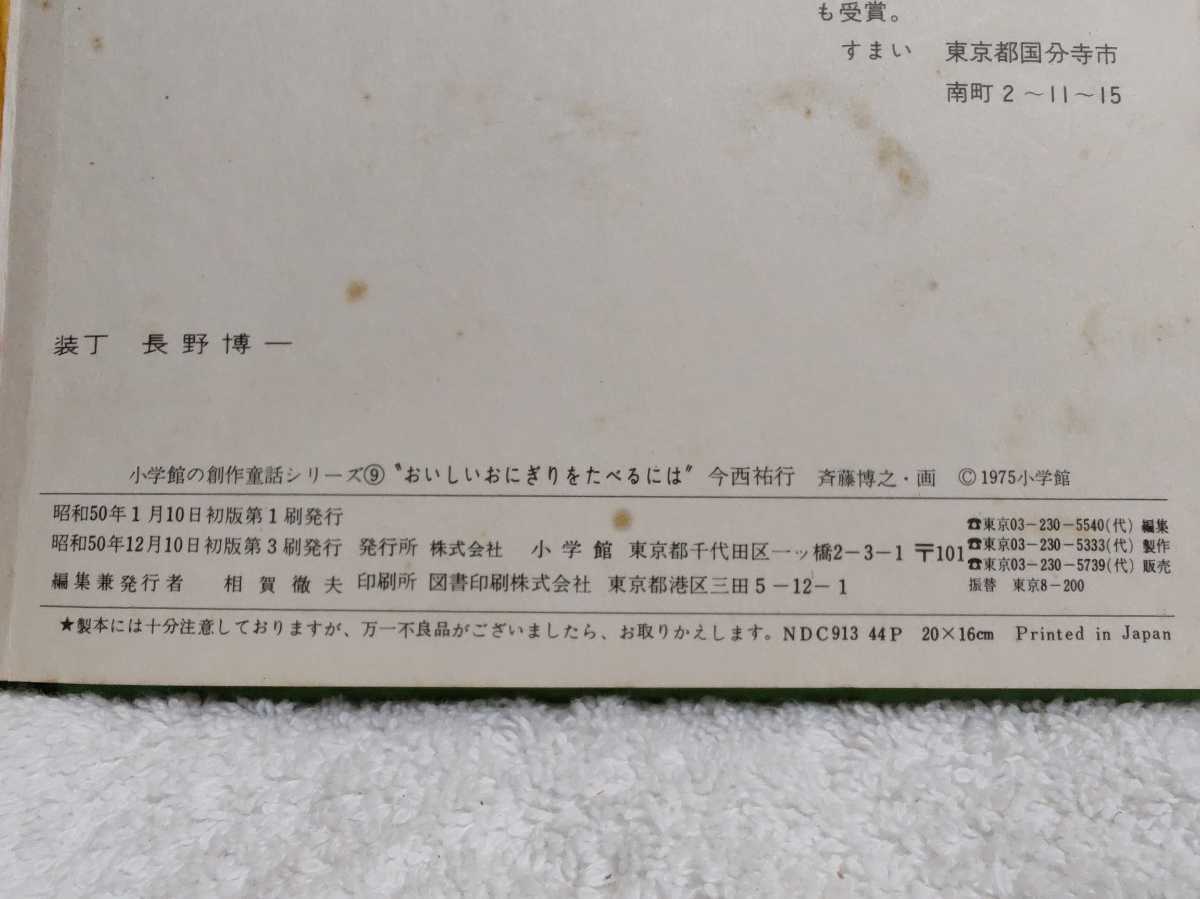 も受賞。
すまい 東京都国分寺市
南町2～11～15
装丁 長野博一
小学館の創作童話シリーズ⑨ 〝おいしいおにぎりをたべるには〟 今西祐行 斉藤博之・画 Ⓒ1975小学館
昭和50年1月10日初版第1刷発行
昭和50年12月10日初版第3刷発行 発行所 株式会社 小学館 東京都千代田区一ッ橋2－3－1 〒101
編集兼発行者 相賀徹夫 印刷所 図書印刷株式会社 東京都港区三田5－12－1
☎東京03－230－5540(代) 編集
☎東京03－230－5333(代) 製作
☎東京03－230－5739(代) 販売
振替 東京8－200
★製本には十分注意しておりますが、万一不良品がございましたら、お取りかえします。NDC913 44P 20×16cm Printed in Japan